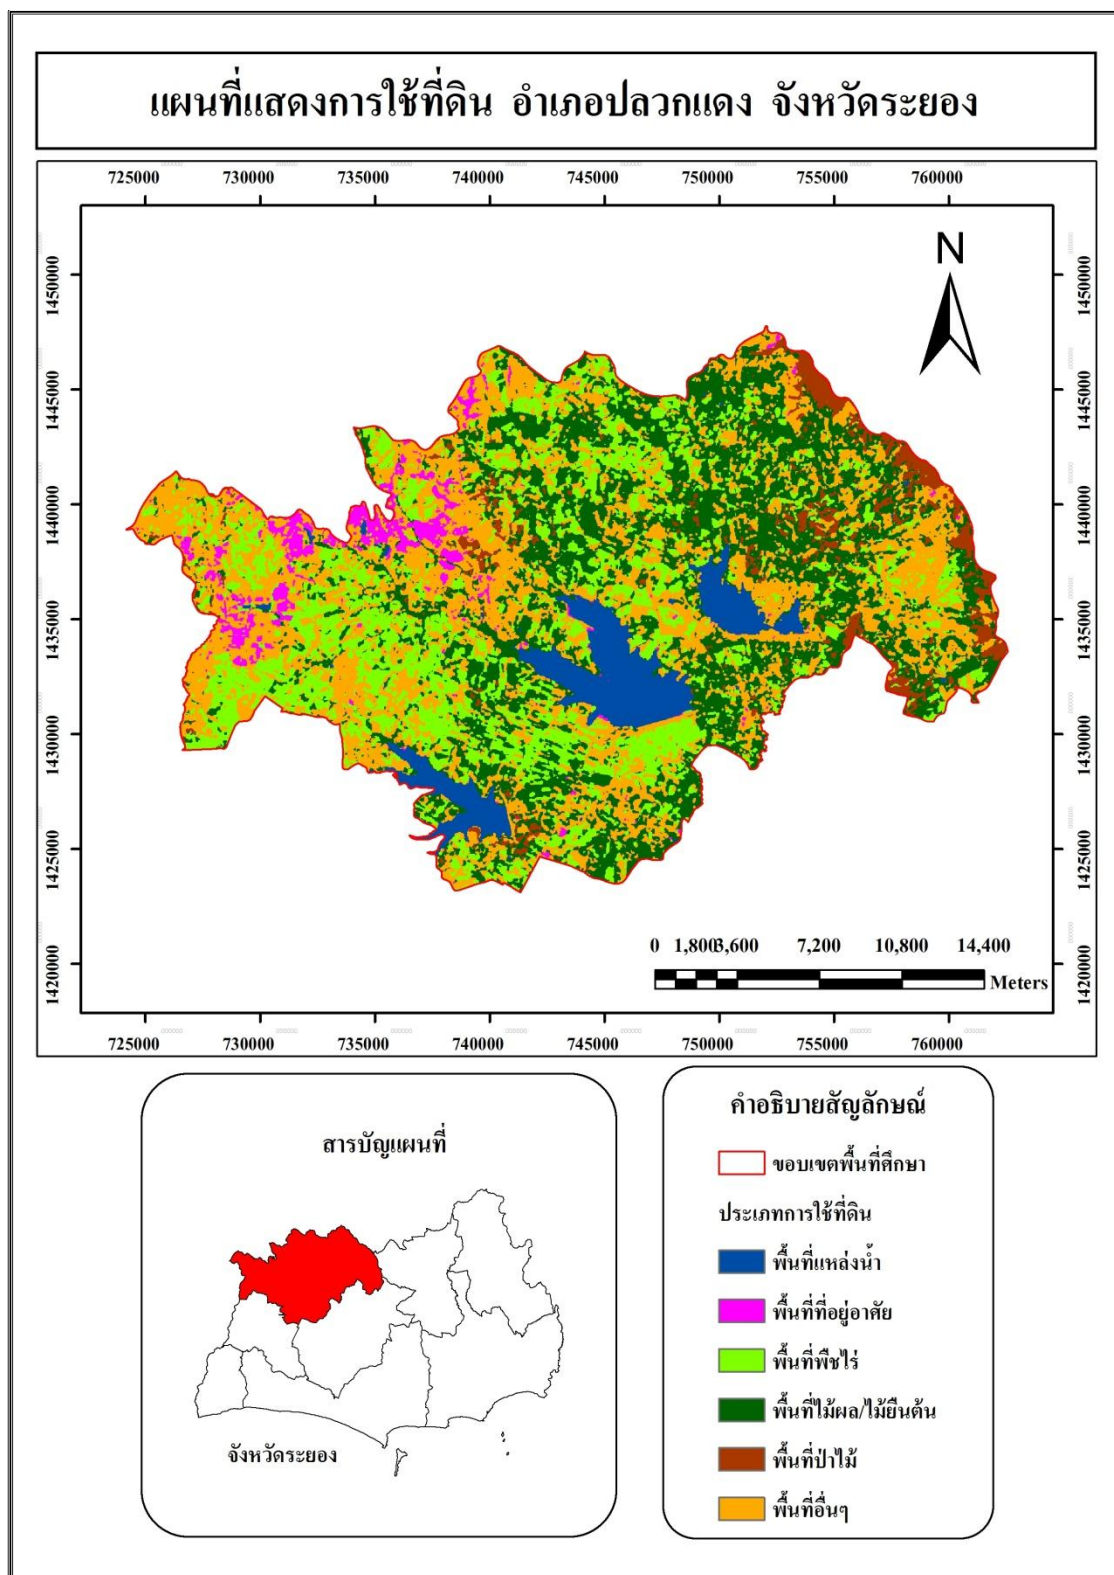 แผนที่แสดงการใช้ที่ดิน อำเภอปลวกแดง จังหวัดระยอง
725000 730000 735000 740000 745000 750000 755000 760000
N
1450000 1450000
1445000 1445000
1440000 1440000
1435000 1435000
1430000 1430000
1425000 1425000
1420000 1420000
0 1,800 3,600 7,200 10,800 14,400
Meters
725000 730000 735000 740000 745000 750000 755000 760000
สารบัญแผนที่
จังหวัดระยอง
คำอธิบายสัญลักษณ์
ขอบเขตพื้นที่ศึกษา
ประเภทการใช้ที่ดิน
พื้นที่แหล่งน้ำ
พื้นที่ที่อยู่อาศัย
พื้นที่พืชไร่
พื้นที่ไม้ผล/ไม้ยืนต้น
พื้นที่ป่าไม้
พื้นที่อื่นๆ